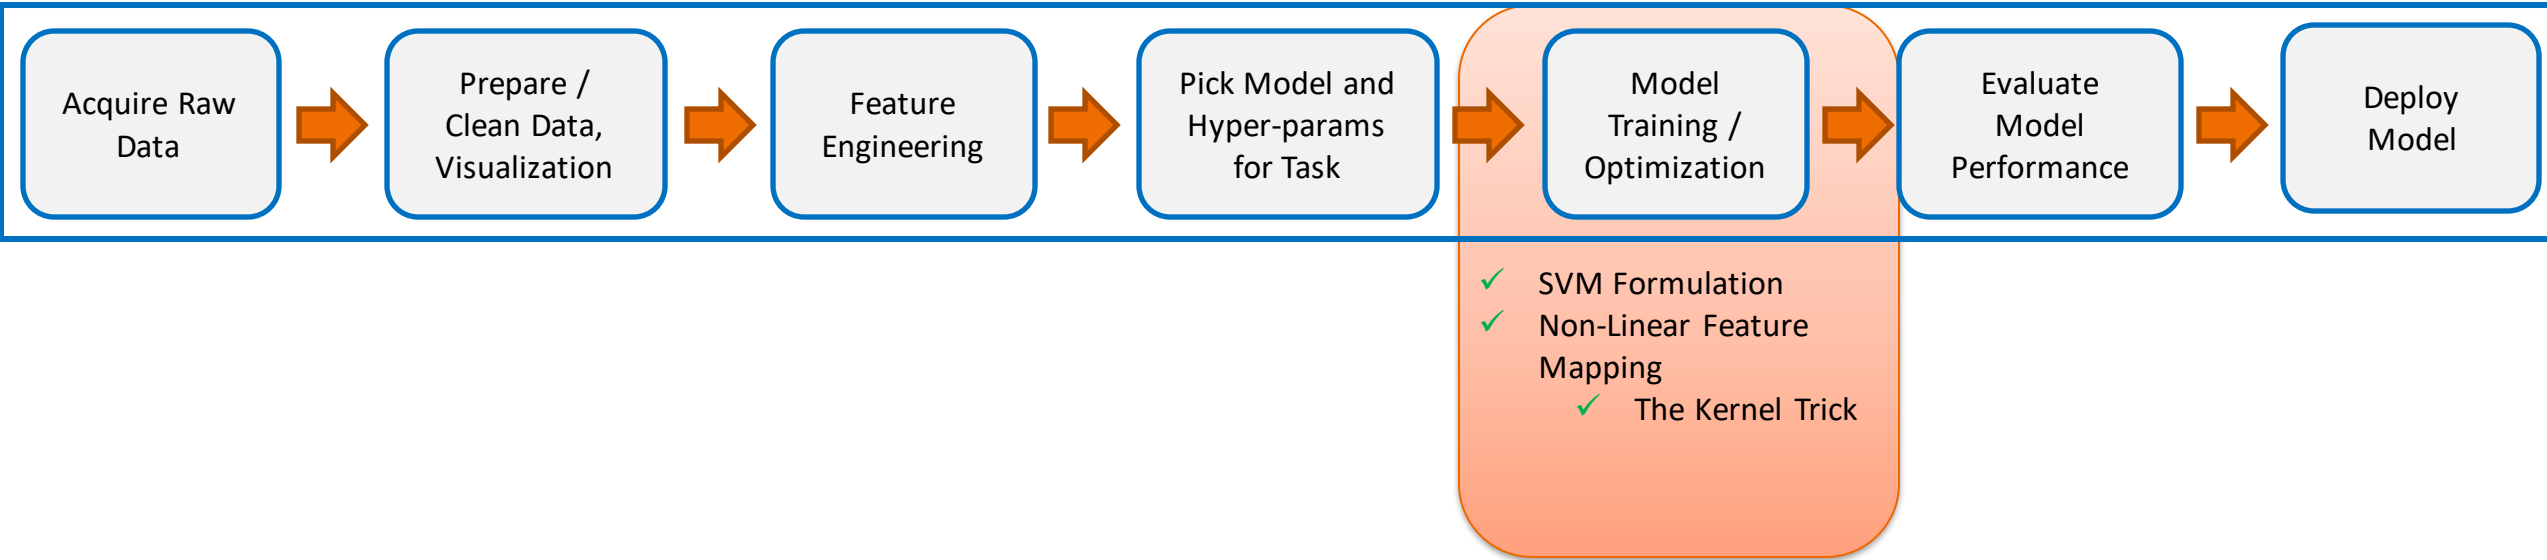 Acquire Raw
Data
Prepare /
Clean Data,
Visualization
Feature
Engineering
Pick Model and
Hyper-params
for Task
Model
Training /
Optimization
Evaluate
Model
Performance
Deploy
Model
✓ SVM Formulation
✓ Non-Linear Feature
Mapping
✓ The Kernel Trick